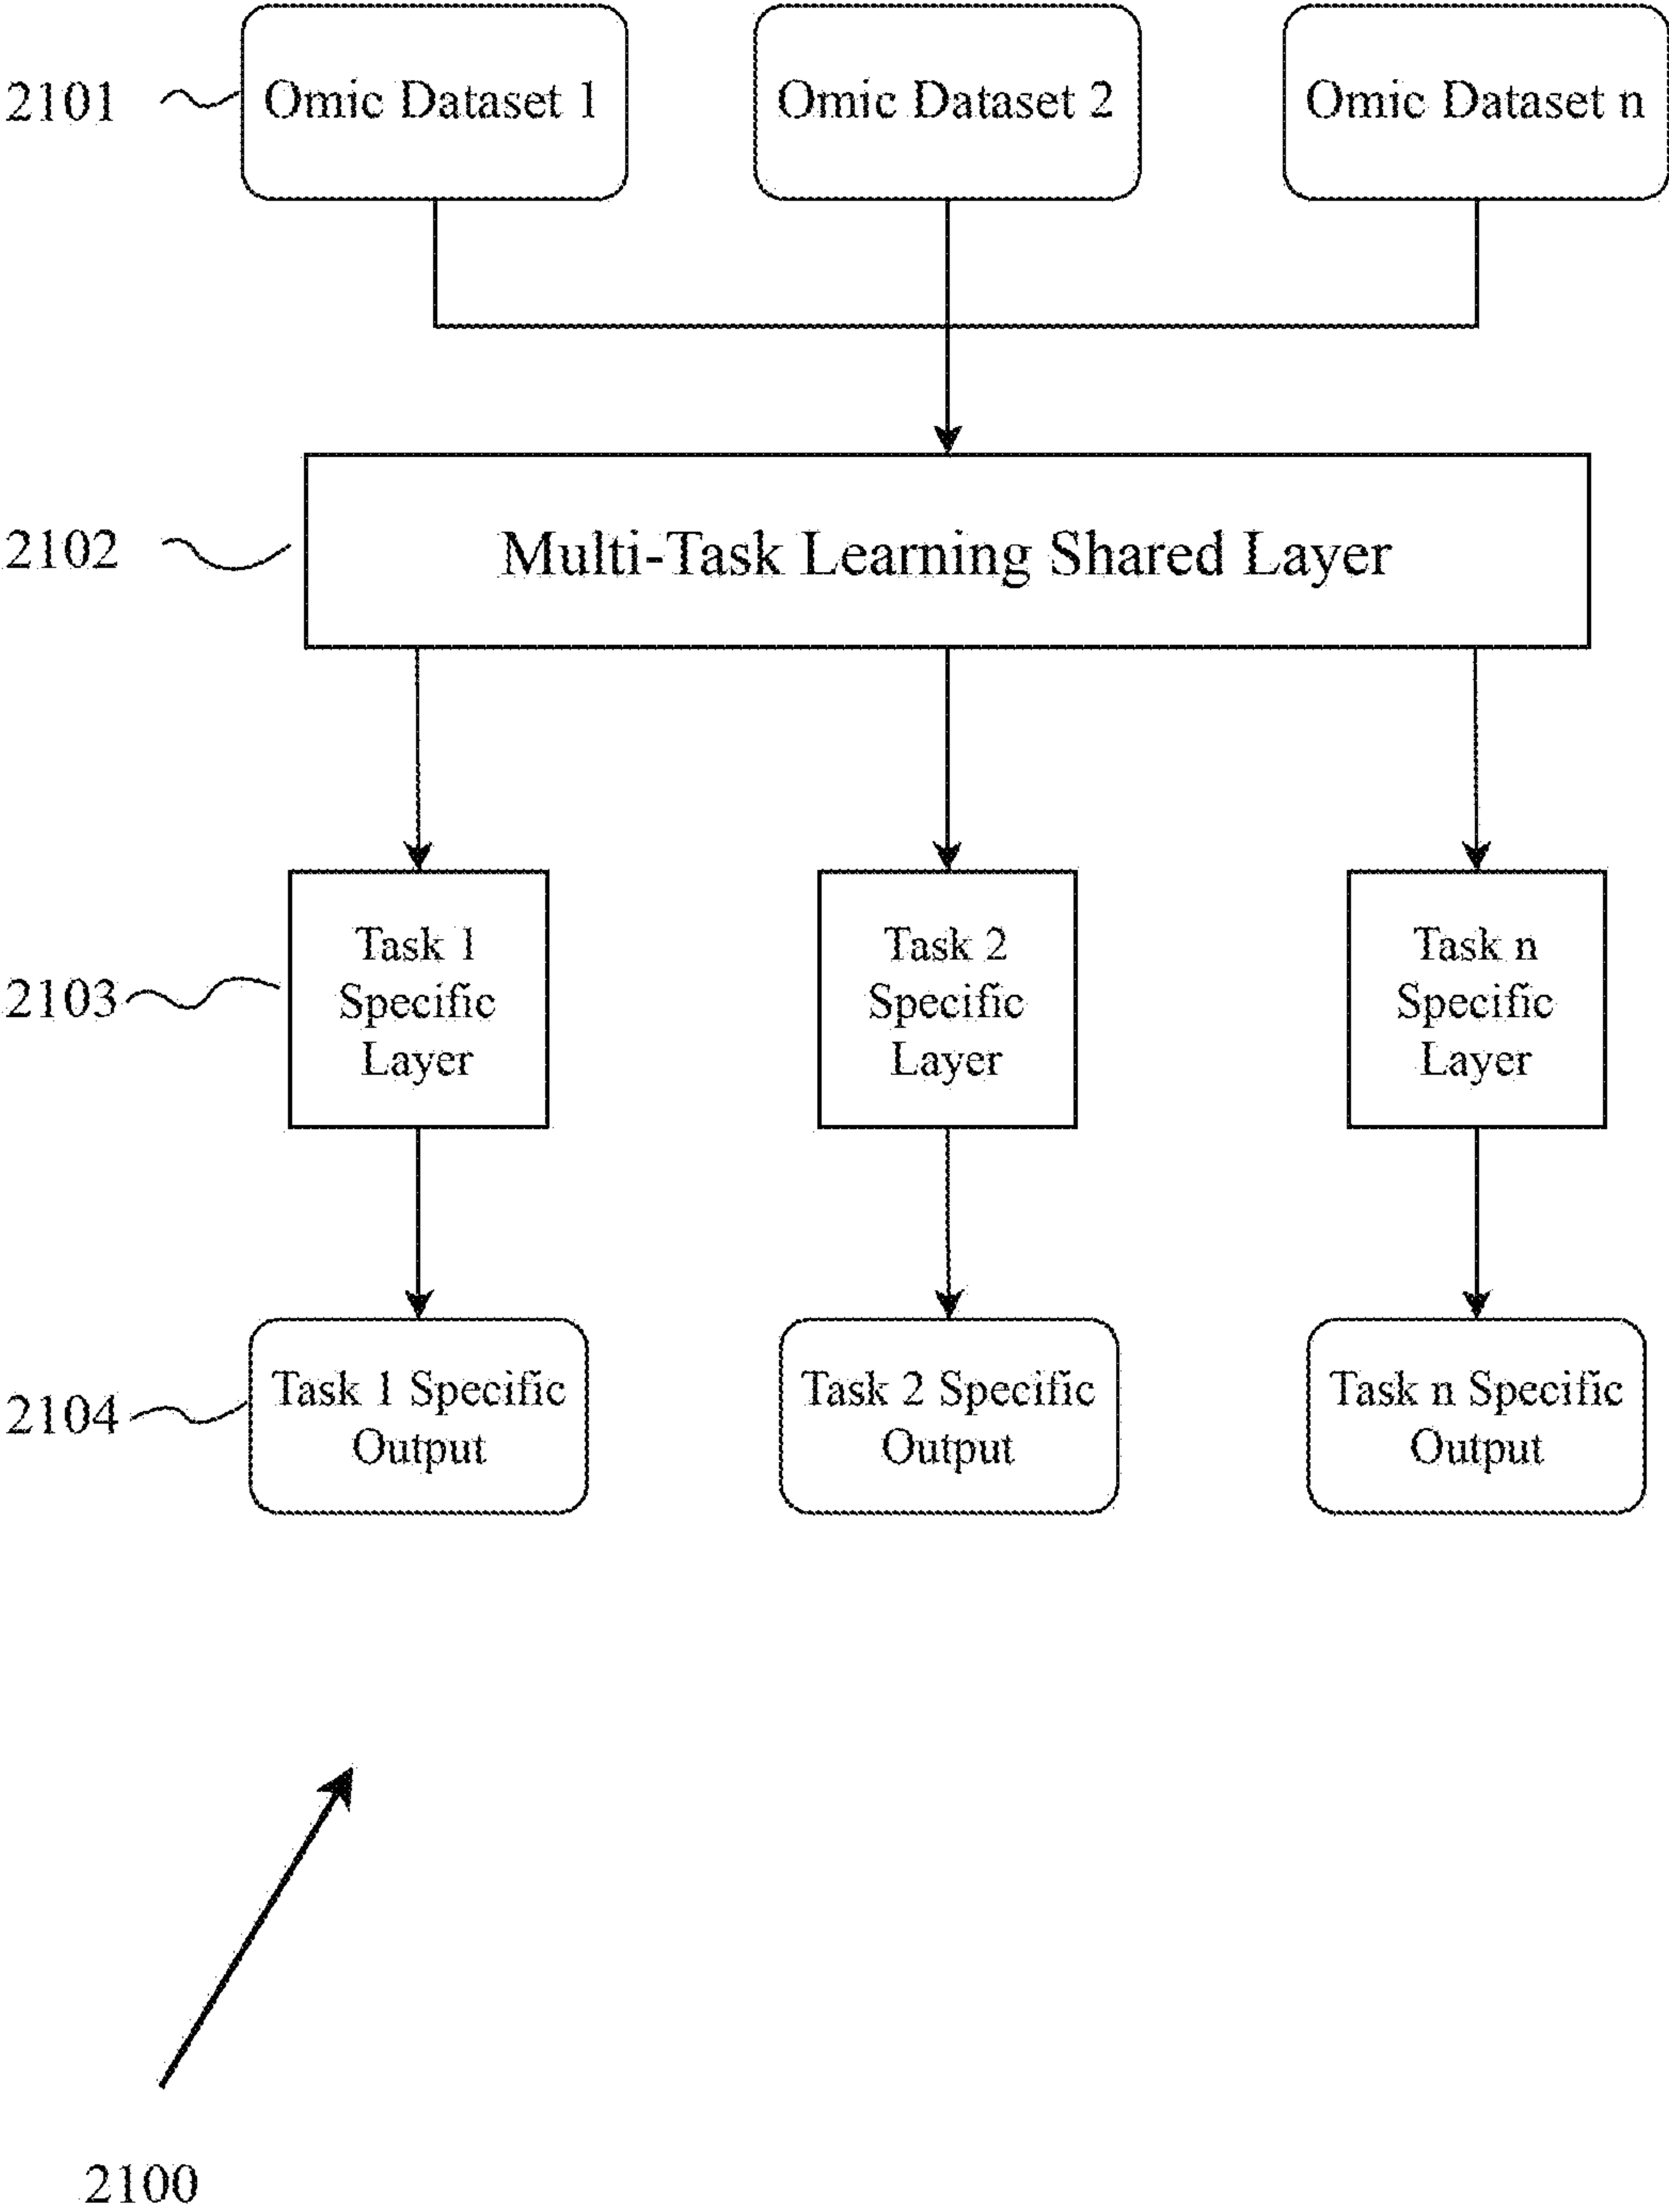 2101 Omic Dataset 1 Omic Dataset 2 Omic Dataset n
2102 Multi-Task Learning Shared Layer
2103
Task 1
Specific
Layer
Task 2
Specific
Layer
Task n
Specific
Layer
2104
Task 1 Specific
Output
Task 2 Specific
Output
Task n Specific
Output
2100